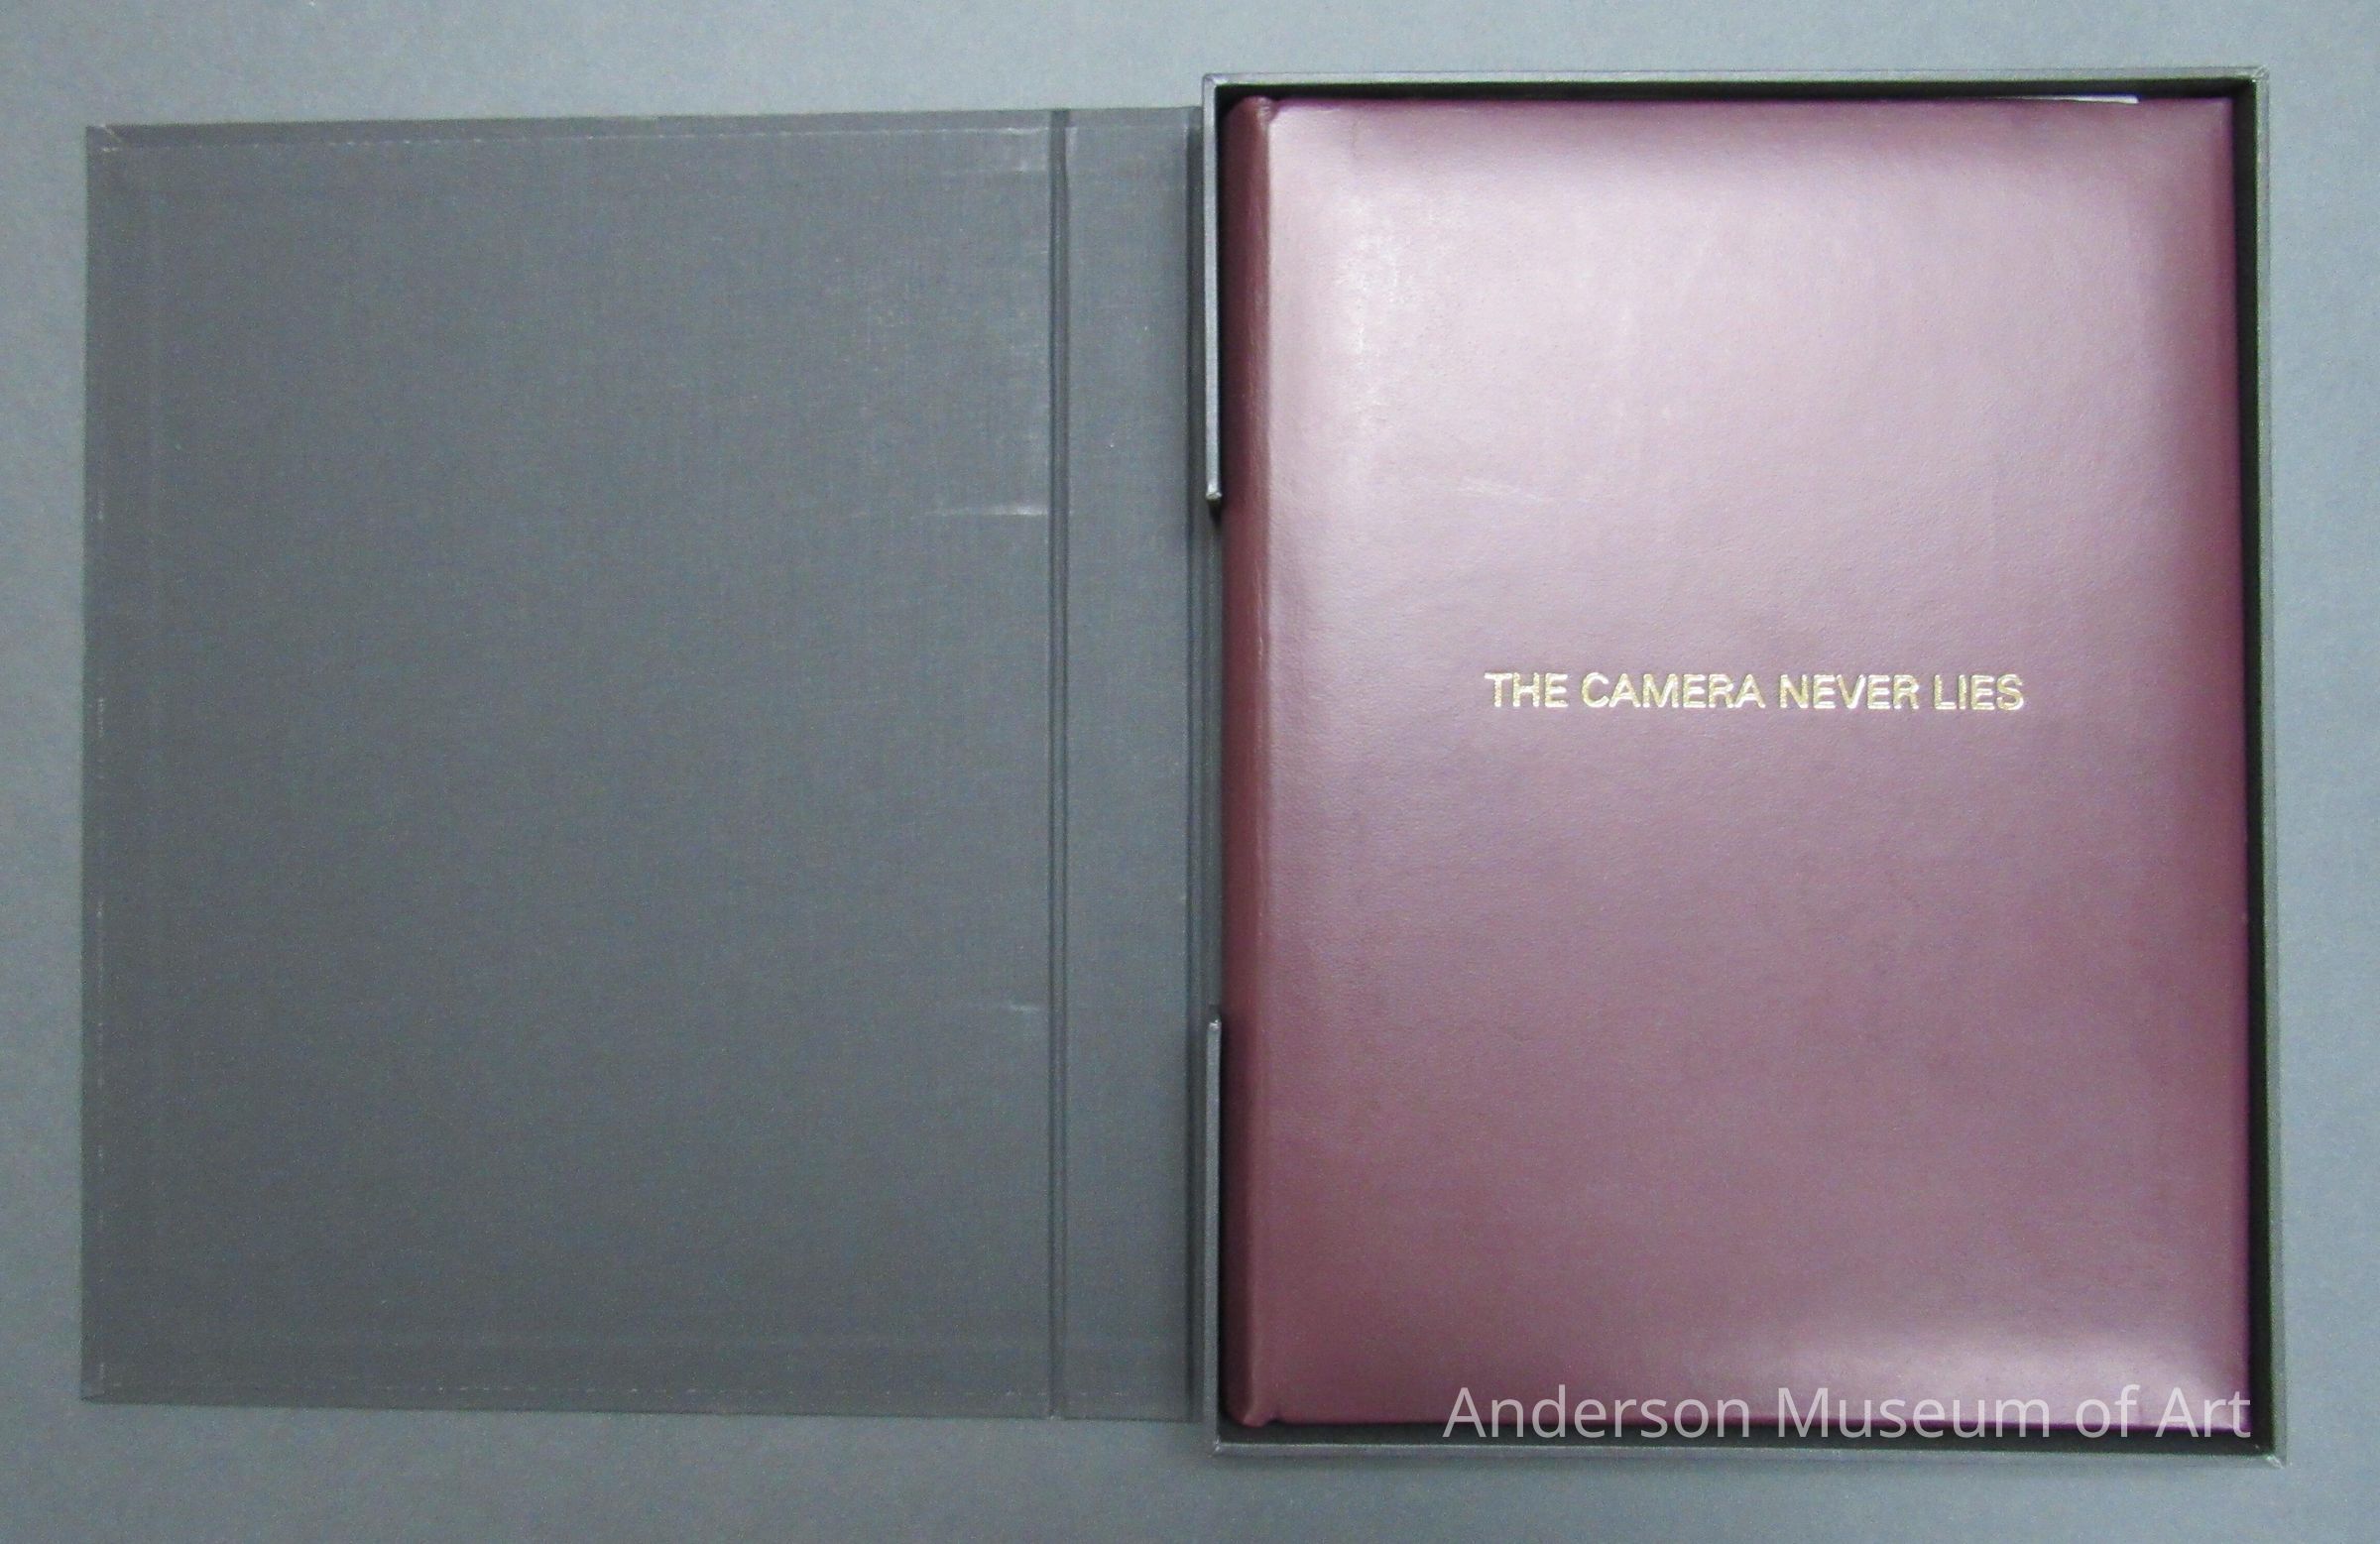 THE CAMERA NEVER LIES
Anderson Museum of Art